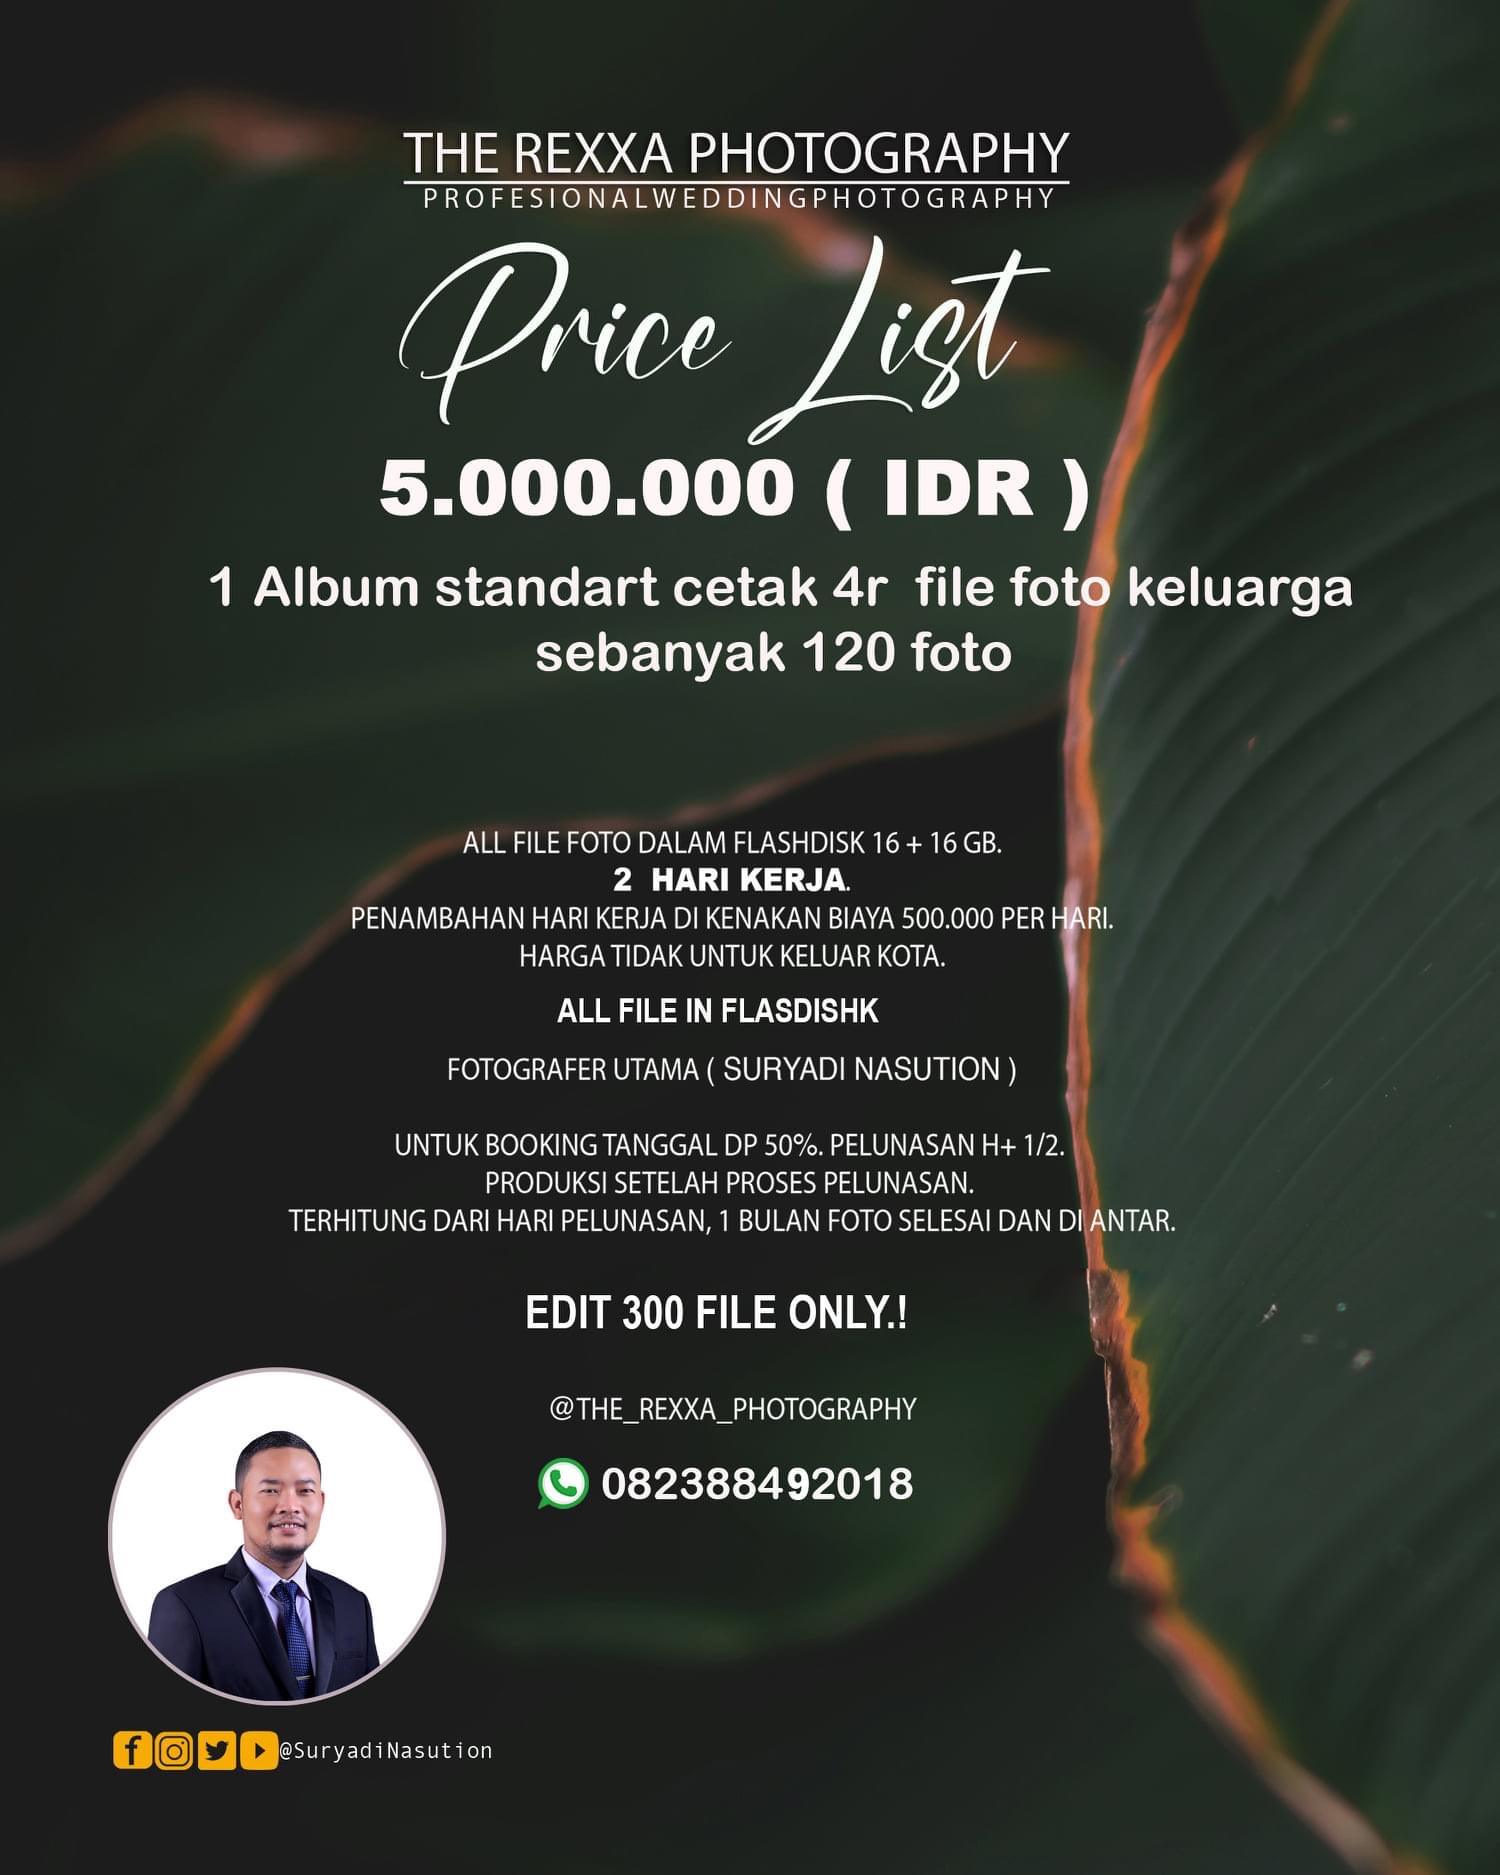 THE REXXA PHOTOGRAPHY
PROFESIONALWEDDINGPHOTOGRAPHY
Price List
5.000.000 ( IDR )
1 Album standart cetak 4r file foto keluarga
sebanyak 120 foto
ALL FILE FOTO DALAM FLASHDISK 16 + 16 GB.
2 HARI KERJA.
PENAMBAHAN HARI KERJA DI KENAKAN BIAYA 500.000 PER HARI.
HARGA TIDAK UNTUK KELUAR KOTA.
ALL FILE IN FLASDISHK
FOTOGRAFER UTAMA ( SURYADI NASUTION )
UNTUK BOOKING TANGGAL DP 50%. PELUNASAN H+ 1/2.
PRODUKSI SETELAH PROSES PELUNASAN.
TERHITUNG DARI HARI PELUNASAN, 1 BULAN FOTO SELESAI DAN DI ANTAR.
EDIT 300 FILE ONLY.!
@THE_REXXA_PHOTOGRAPHY
082388492018
@SuryadiNasution